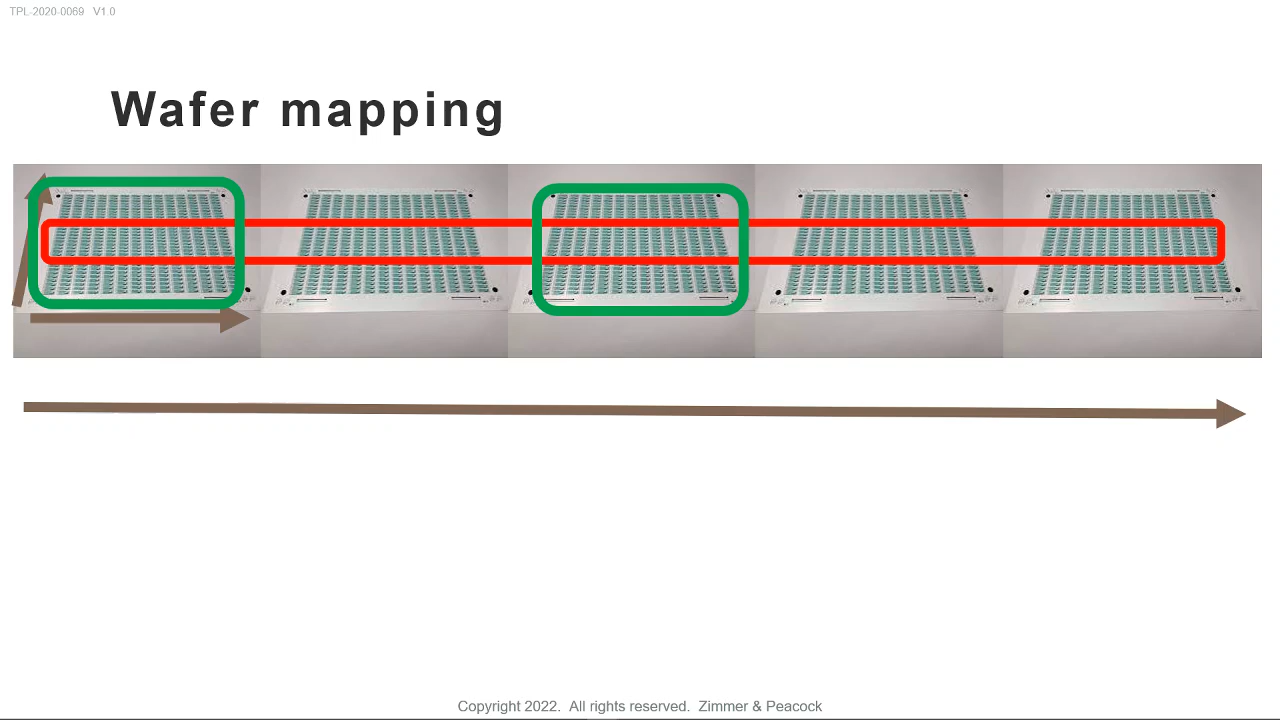 TPL-2020-0069 V1.0
Wafer mapping
Copyright 2022. All rights reserved. Zimmer & Peacock